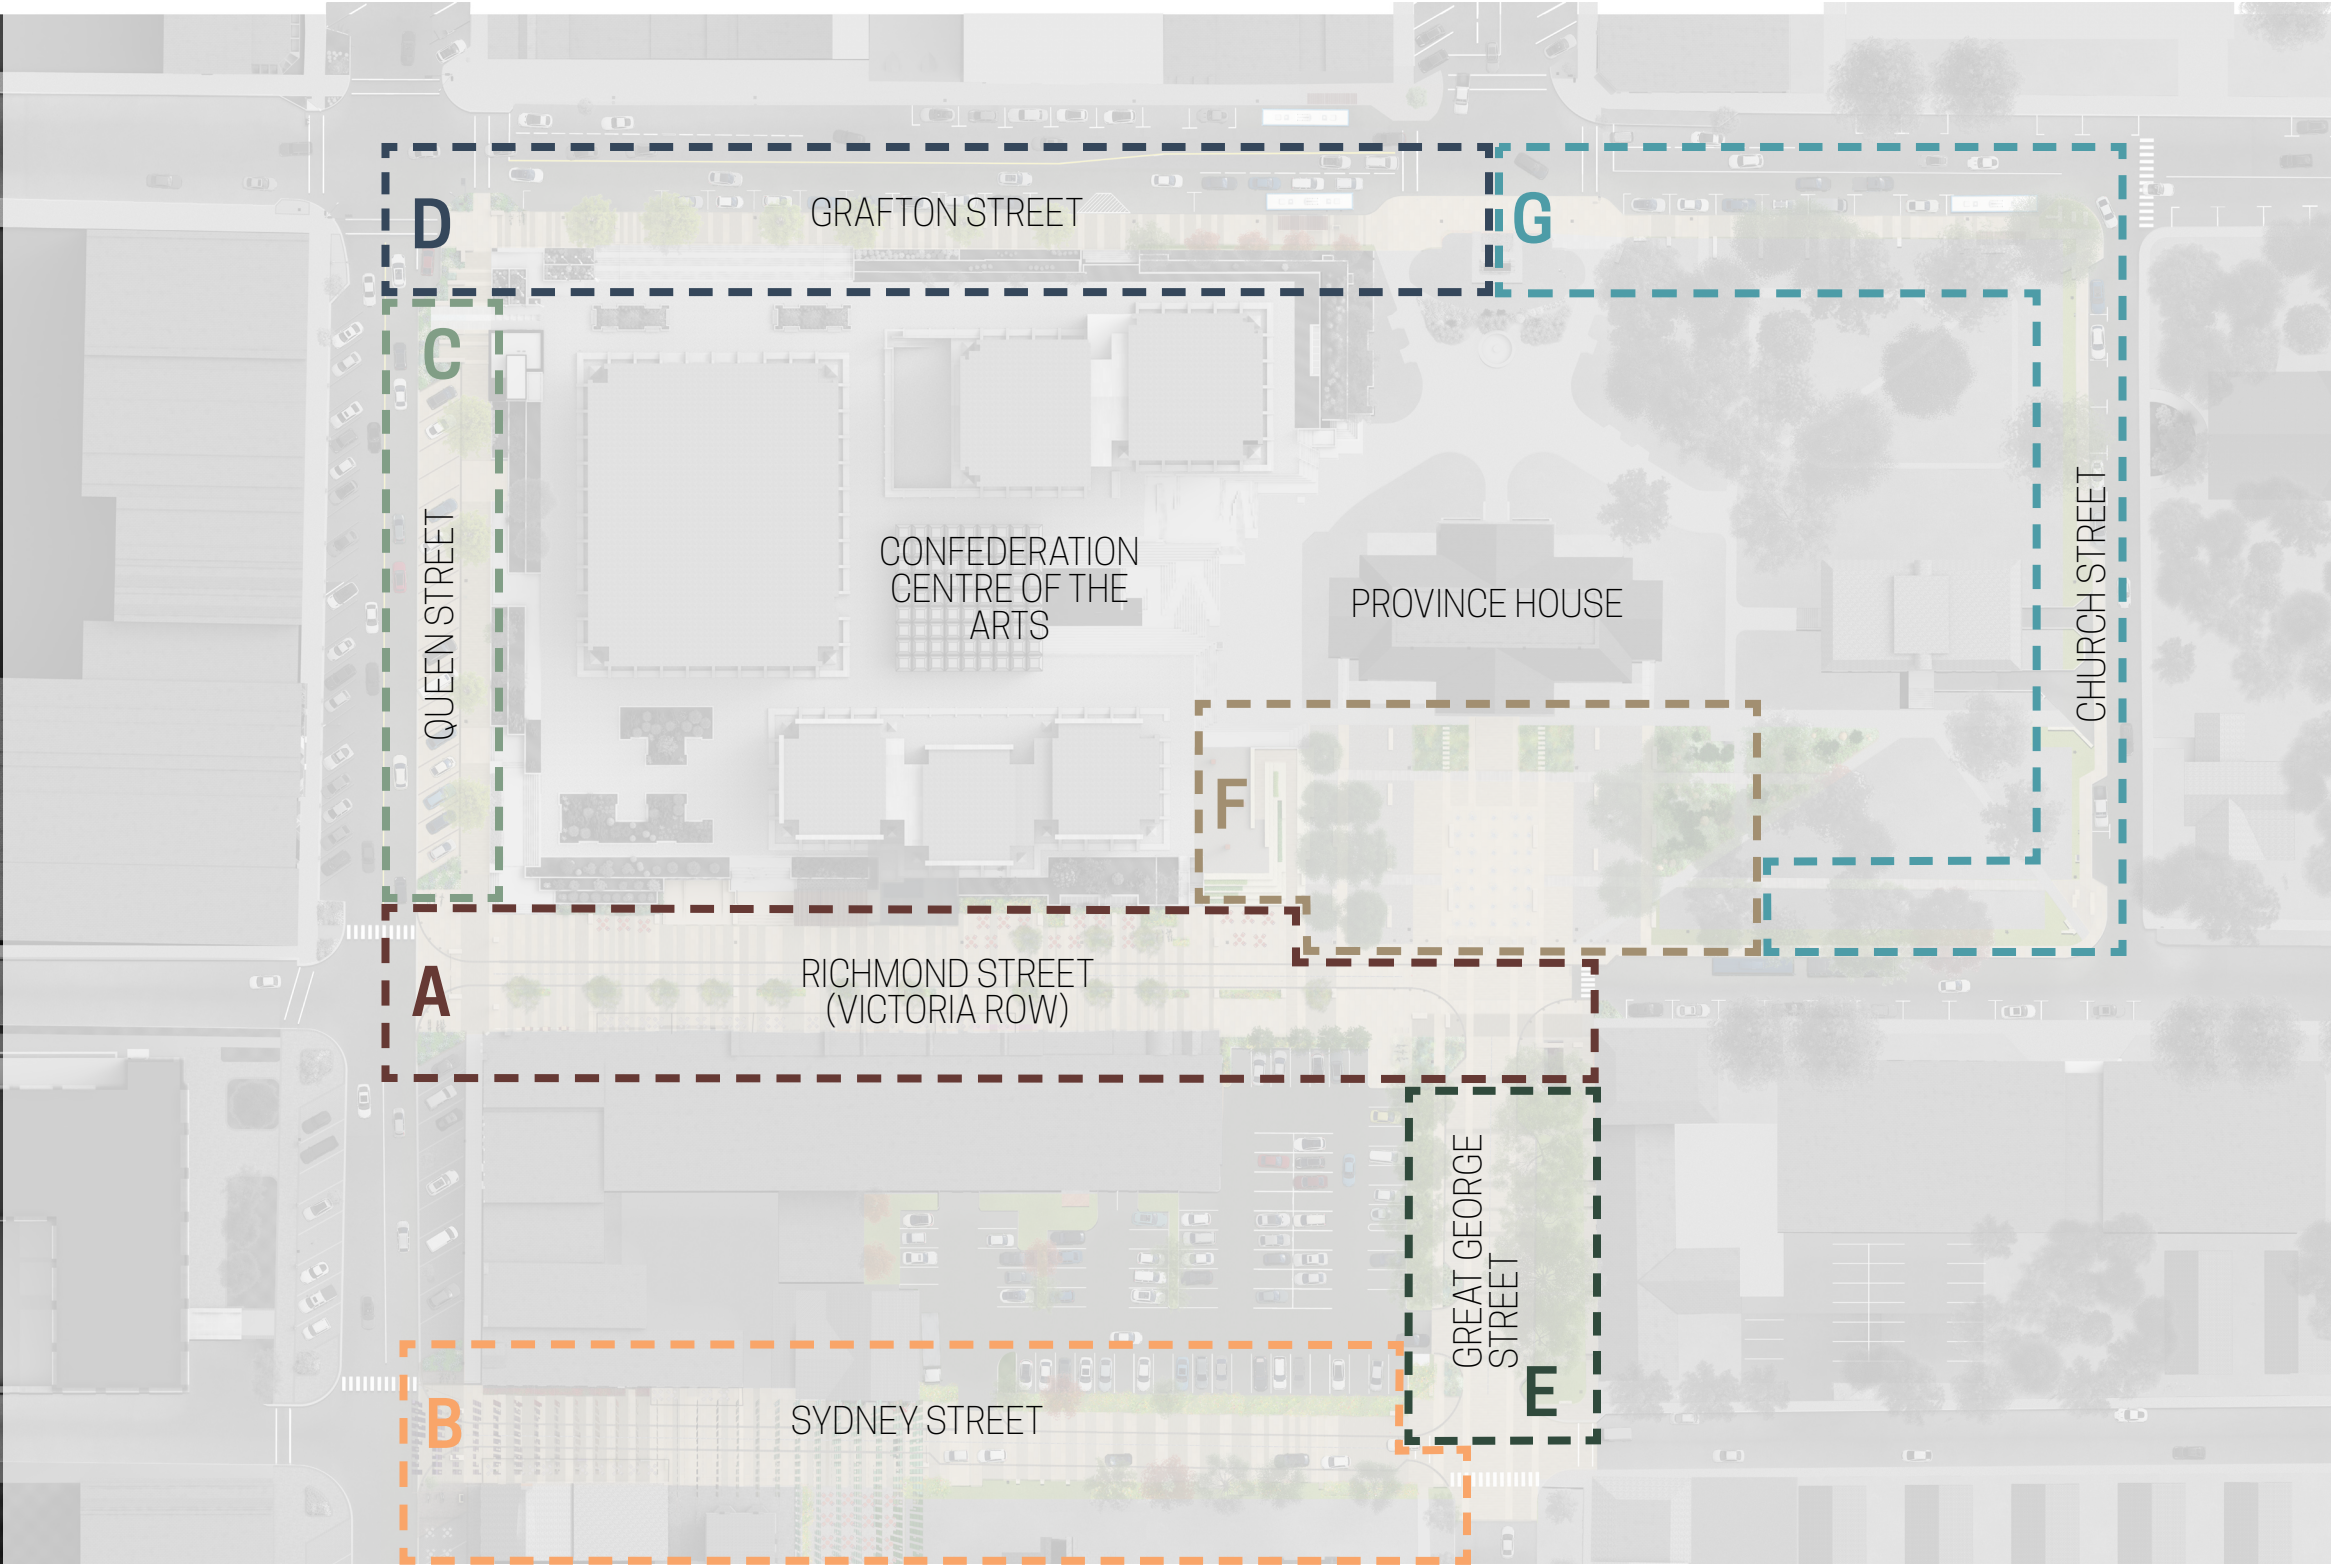 D
GRAFTON STREET
G
C
QUEEN STREET
CONFEDERATION
CENTRE OF THE
ARTS
PROVINCE HOUSE
CHURCH STREET
F
A
RICHMOND STREET
(VICTORIA ROW)
GREAT GEORGE
STREET
E
B
SYDNEY STREET